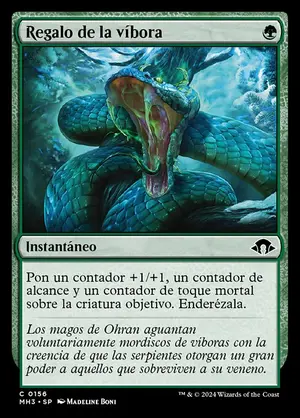 Regalo de la víbora
Instantáneo
Pon un contador +1/+1, un contador de
alcance y un contador de toque mortal
sobre la criatura objetivo. Enderézala.
Los magos de Ohran aguantan
voluntariamente mordiscos de víboras con la
creencia de que las serpientes otorgan un gran
poder a aquellos que sobreviven a su veneno.
C 0156
MH3 • SP Madeline Boni
™ & © 2024 Wizards of the Coast